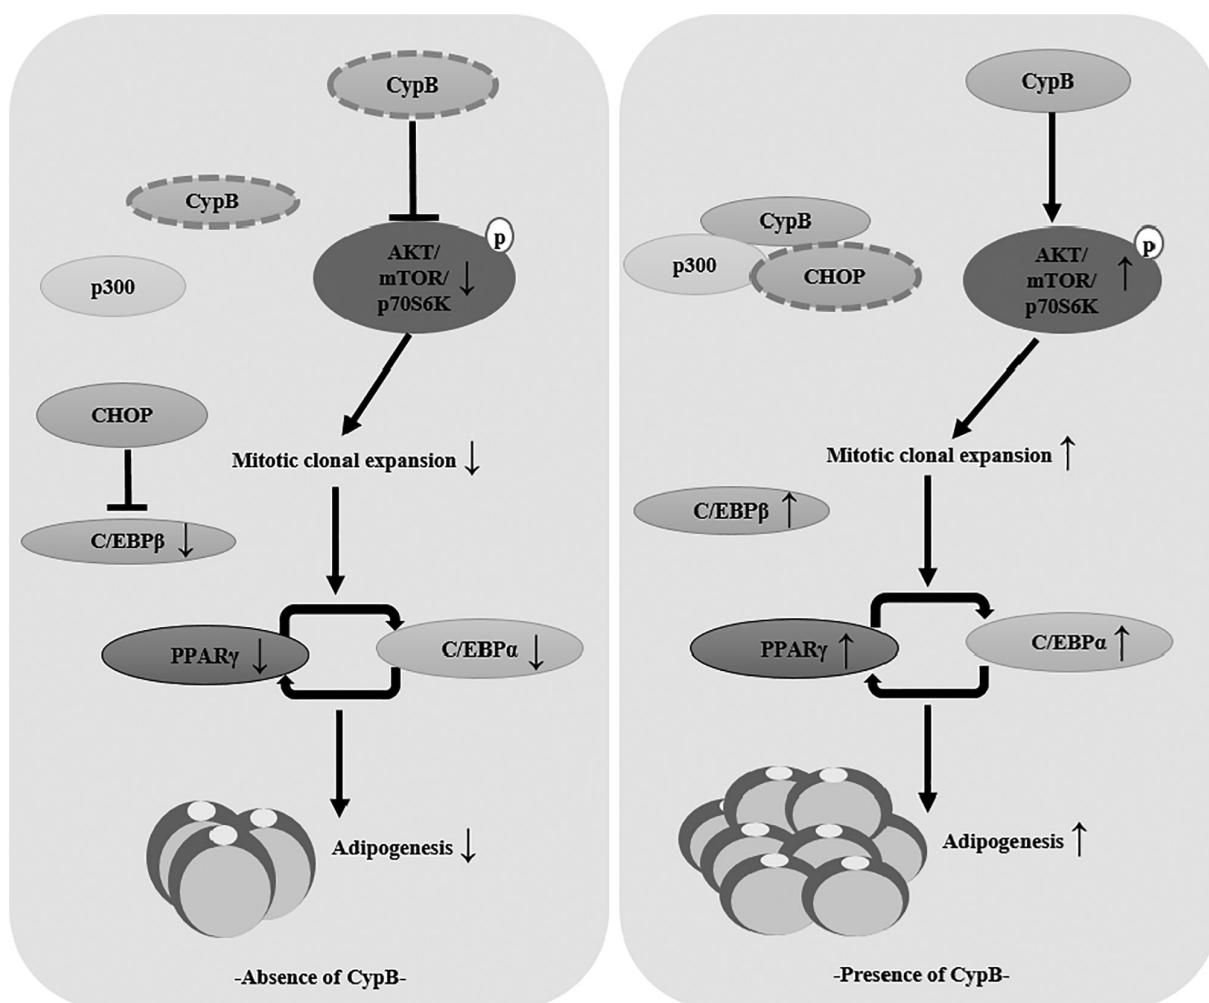 CypB
CypB
p
AKT/
mTOR/ ↓
p70S6K
p300
CHOP
Mitotic clonal expansion ↓
C/EBPβ ↓
PPARγ ↓
C/EBPα ↓
Adipogenesis ↓
-Absence of CypB-
CypB
CypB
p300
CHOP
p
AKT/
mTOR/ ↑
p70S6K
Mitotic clonal expansion ↑
C/EBPβ ↑
PPARγ ↑
C/EBPα ↑
Adipogenesis ↑
-Presence of CypB-